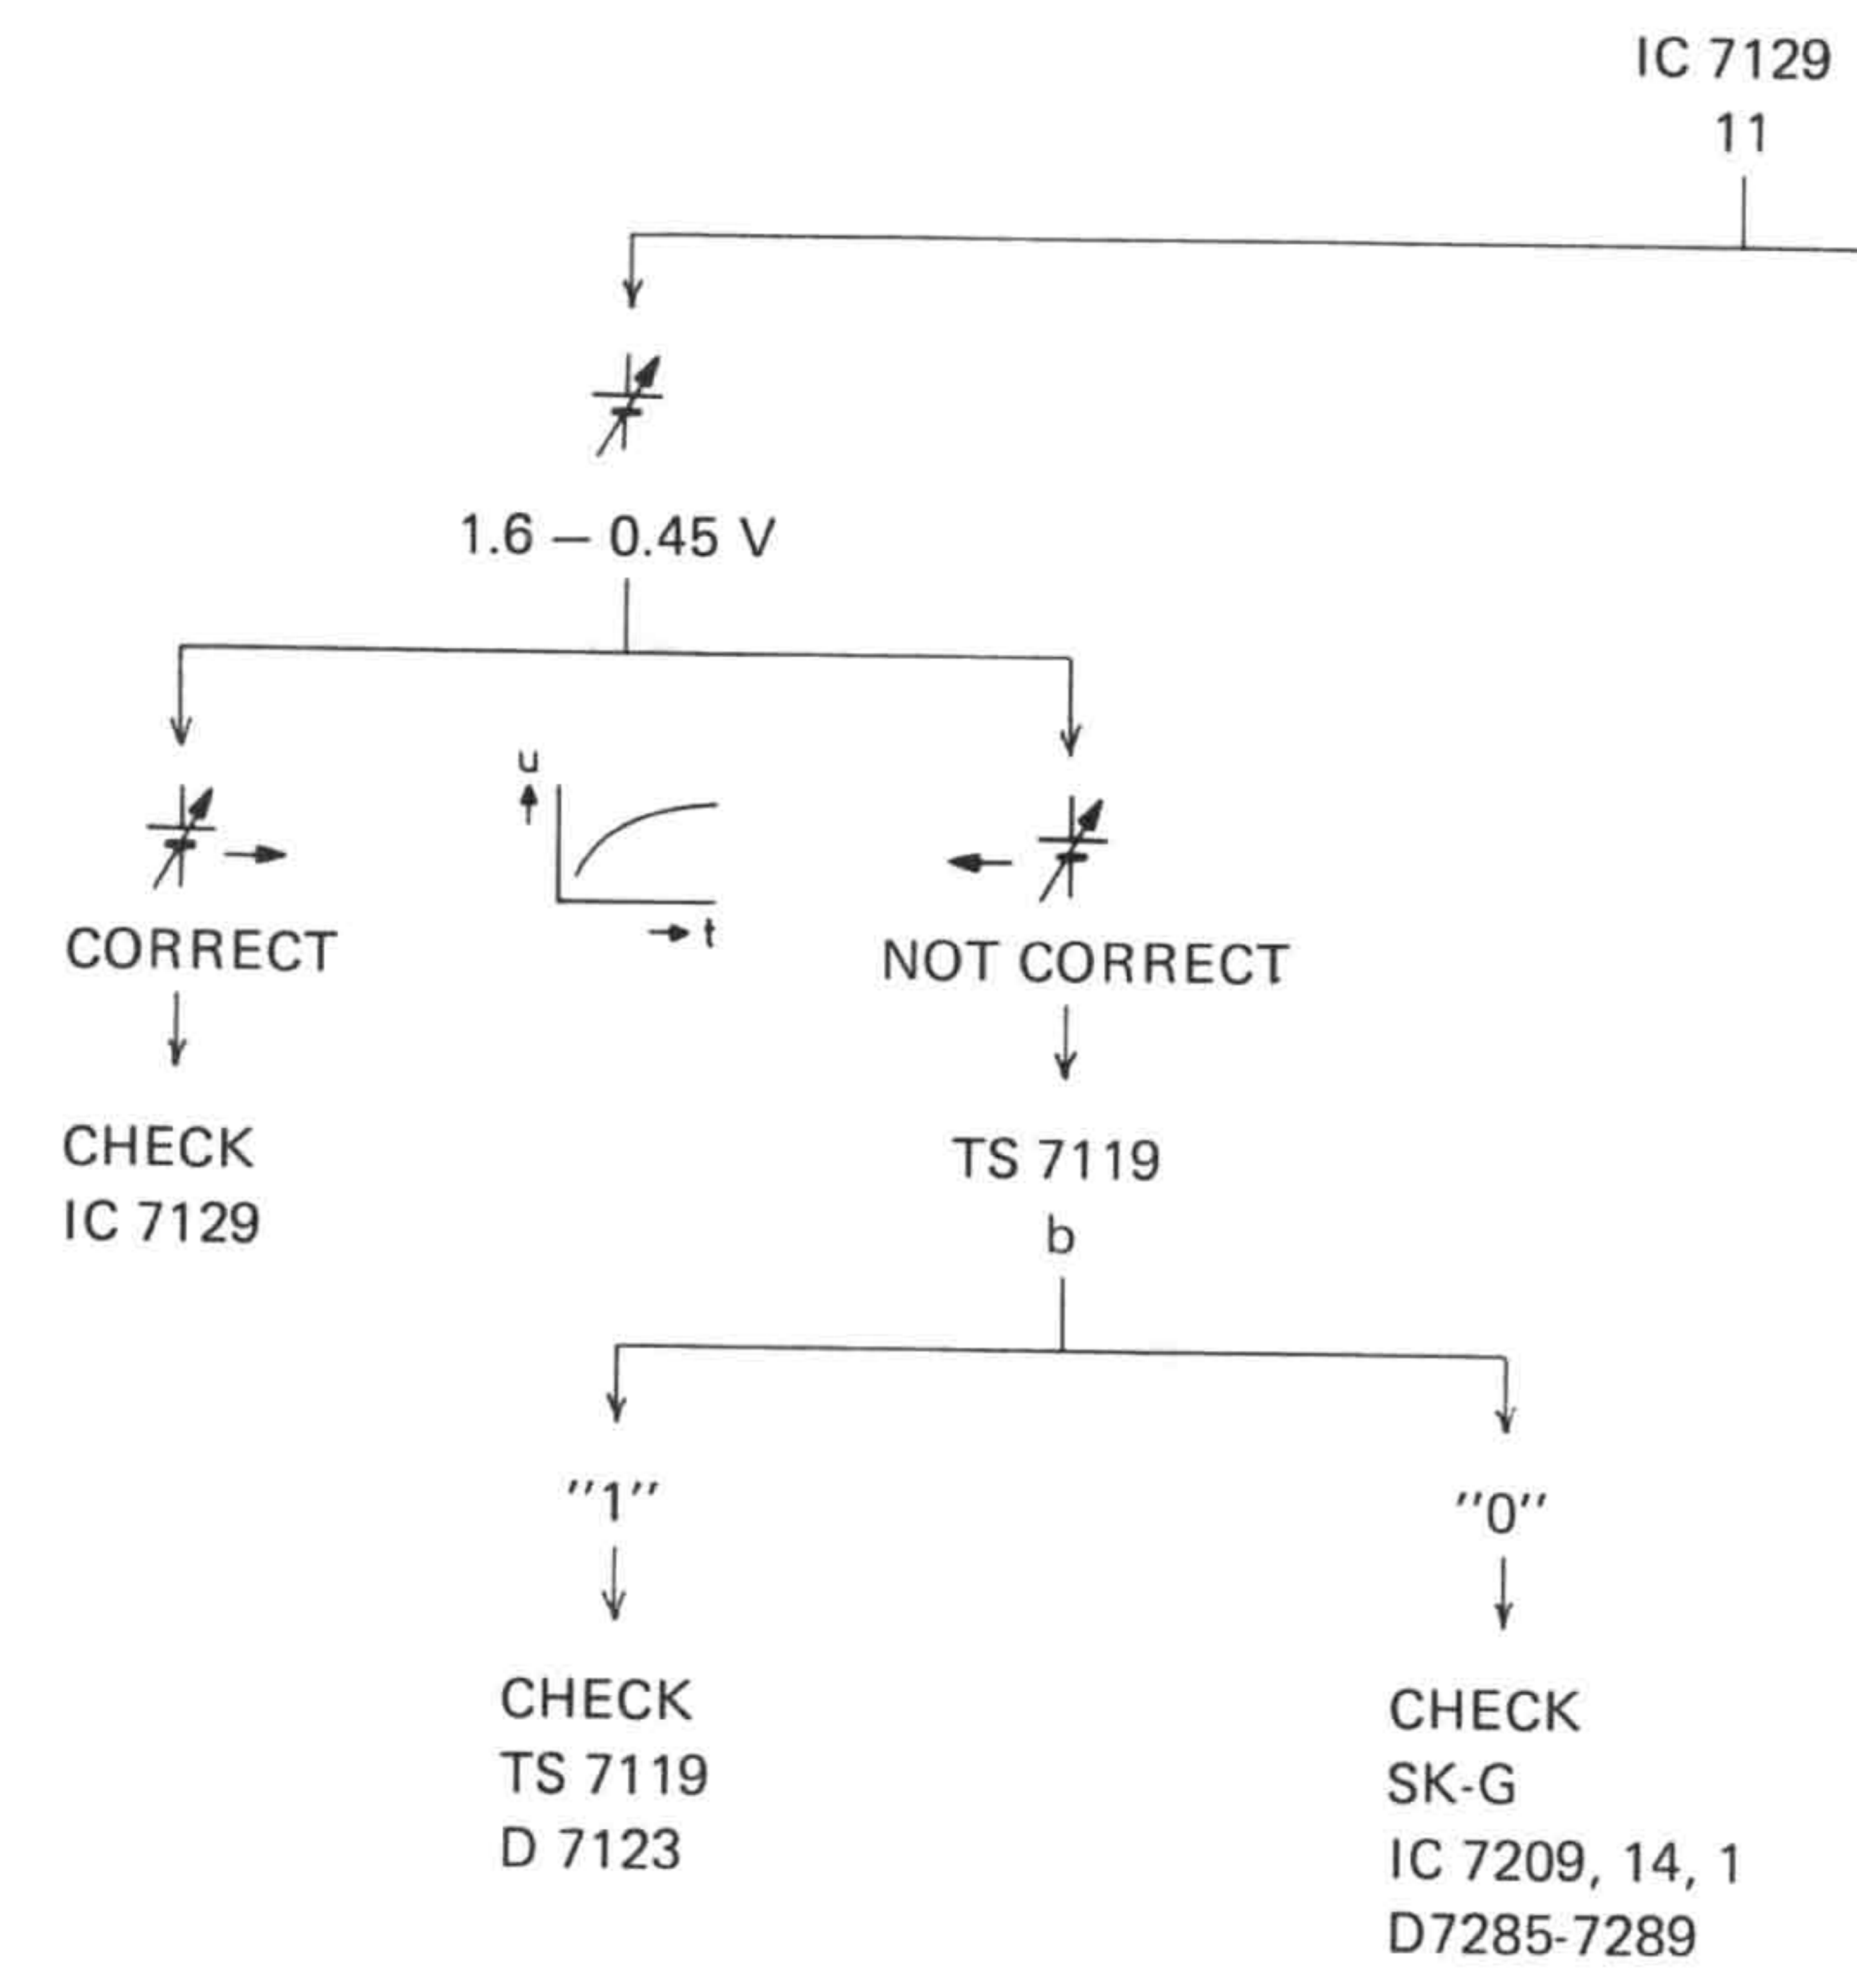 IC 7129
11
1.6 — 0.45 V
u
t
CORRECT
NOT CORRECT
CHECK
IC 7129
TS 7119
b
"1"
"0"
CHECK
TS 7119
D 7123
CHECK
SK-G
IC 7209, 14, 1
D7285-7289